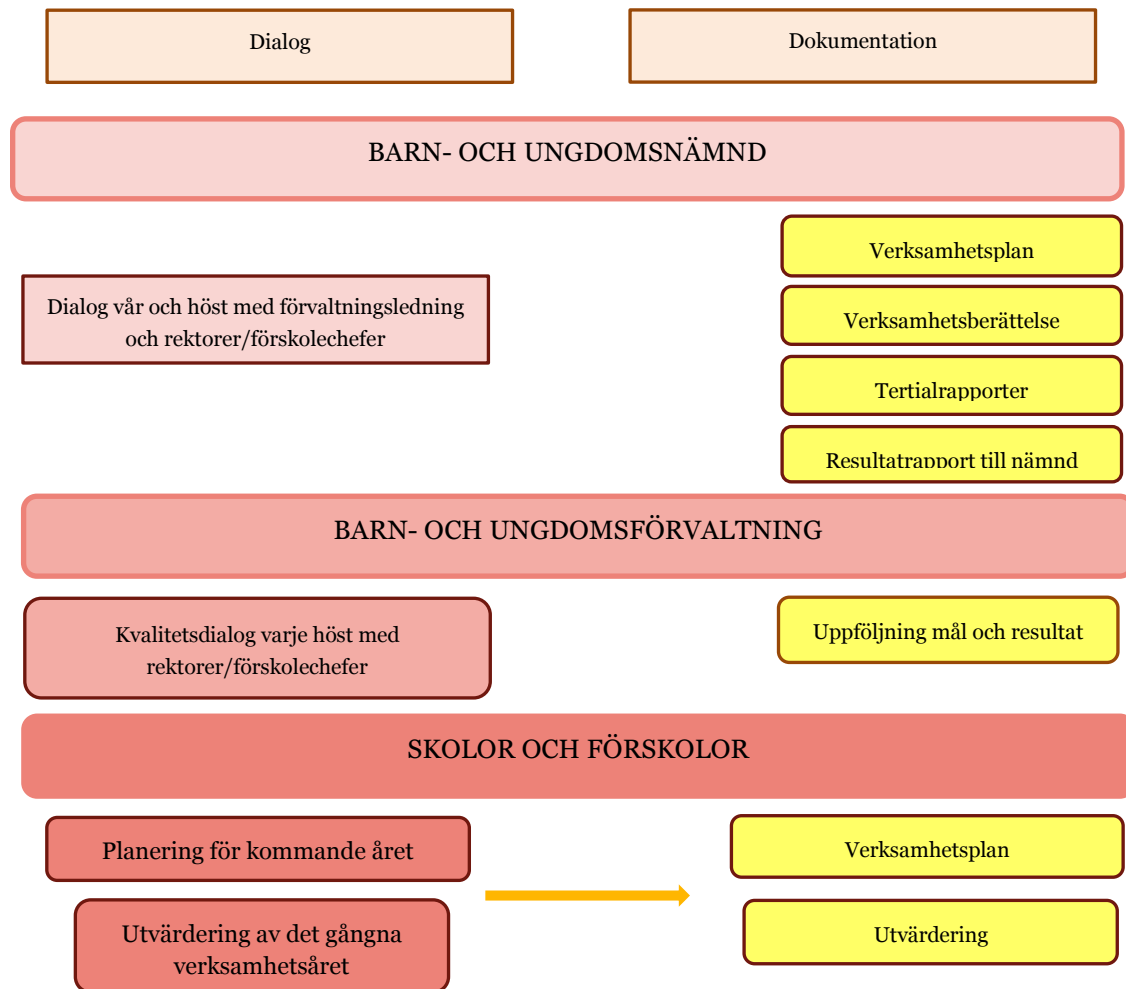 Dialog
Dokumentation
BARN- OCH UNGDOMSNÄMND
Dialog vår och höst med förvaltningsledning
och rektorer/förskolechefer
Verksamhetsplan
Verksamhetsberättelse
Tertialrapporter
Resultatrapport till nämnd
BARN- OCH UNGDOMSFÖRVALTNING
Kvalitetsdialog varje höst med
rektorer/förskolechefer
Uppföljning mål och resultat
SKOLOR OCH FÖRSKOLOR
Planering för kommande året
Verksamhetsplan
Utvärdering av det gångna
verksamhetsåret
Utvärdering